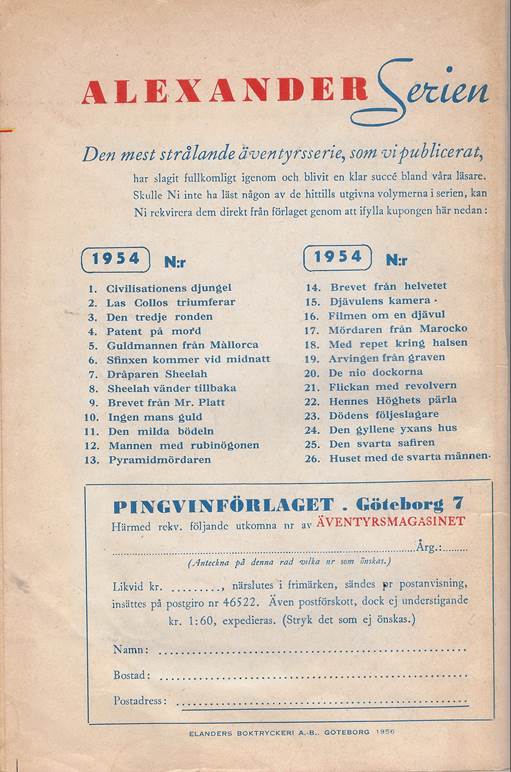 ALEXANDER Serien
Den mest strålande äventyrsserie, som vi publicerat,
har slagit fullkomligt igenom och blivit en klar succé bland våra läsare.
Skulle Ni inte ha läst någon av de hittills utgivna volymerna i serien, kan
Ni rekvirera dem direkt från förlaget genom att ifylla kupongen här nedan:
1954 N:r
1. Civilisationens djungel
2. Las Collos triumferar
3. Den tredje ronden
4. Patent på mord
5. Guldmannen från Mallorca
6. Sfinxen kommer vid midnatt
7. Dråparen Sheelah
8. Sheelah vänder tillbaka
9. Brevet från Mr. Platt
10. Ingen mans guld
11. Den milda bödeln
12. Mannen med rubinögonen
13. Pyramidmördaren
1954 N:r
14. Brevet från helvetet
15. Djävulens kamera
16. Filmen om en djävul
17. Mördaren från Marocko
18. Med repet kring halsen
19. Arvingen från graven
20. De nio dockorna
21. Flickan med revolvern
22. Hennes Höghets pärla
23. Dödens följeslagare
24. Den gyllene yxans hus
25. Den svarta safiren
26. Huset med de svarta männen
PINGVINFÖRLAGET . Göteborg 7
Härmed rekv. följande utkomna nr av ÄVENTYRSMAGASINET
Årg.:
(Anteckna på denna rad vilka nr som önskas.)
Likvid kr. ........., närslutes i frimärken, sändes pr postanvisning,
insättes på postgiro nr 46522. Även postförskott, dock ej understigande
kr. 1:60, expedieras. (Stryk det som ej önskas.)
Namn:
Bostad:
Postadress:
ELANDERS BOKTRYCKERI A.-B., GÖTEBORG 1956